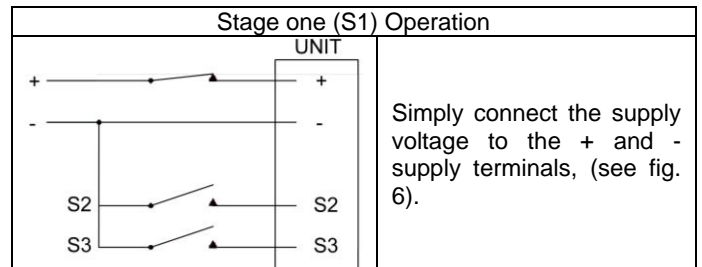 Stage one (S1) Operation
UNIT
+ +
- -
S2 S2
S3 S3
Simply connect the supply
voltage to the + and -
supply terminals, (see fig.
6).